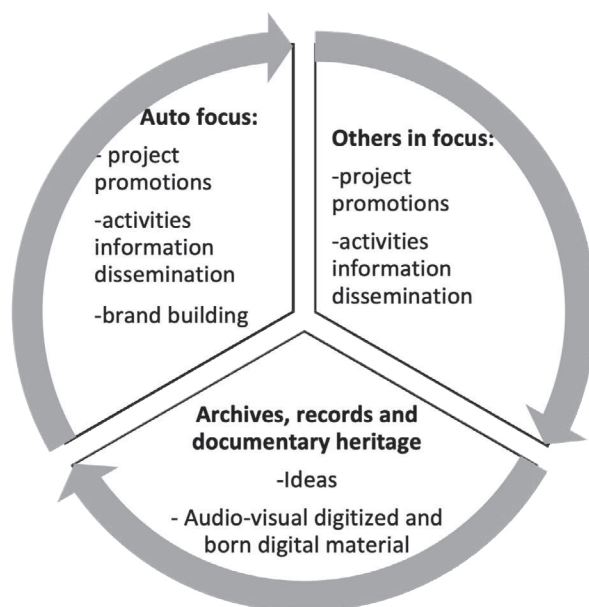 Auto focus:
- project
promotions
-activities
information
dissemination
-brand building
Others in focus:
-project
promotions
-activities
information
dissemination
Archives, records and
documentary heritage
-Ideas
- Audio-visual digitized and
born digital material